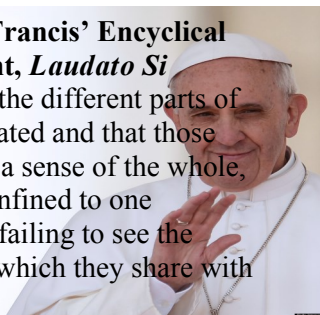 Francis' Encyclical
nt, Laudato Si
the different parts of
ated and that those
a sense of the whole,
nfined to one
failing to see the
which they share with